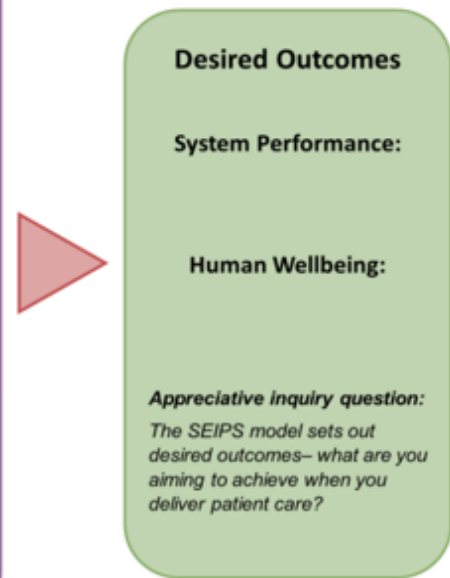 Desired Outcomes
System Performance:
Human Wellbeing:
Appreciative inquiry question:
The SEIPS model sets out
desired outcomes– what are you
aiming to achieve when you
deliver patient care?